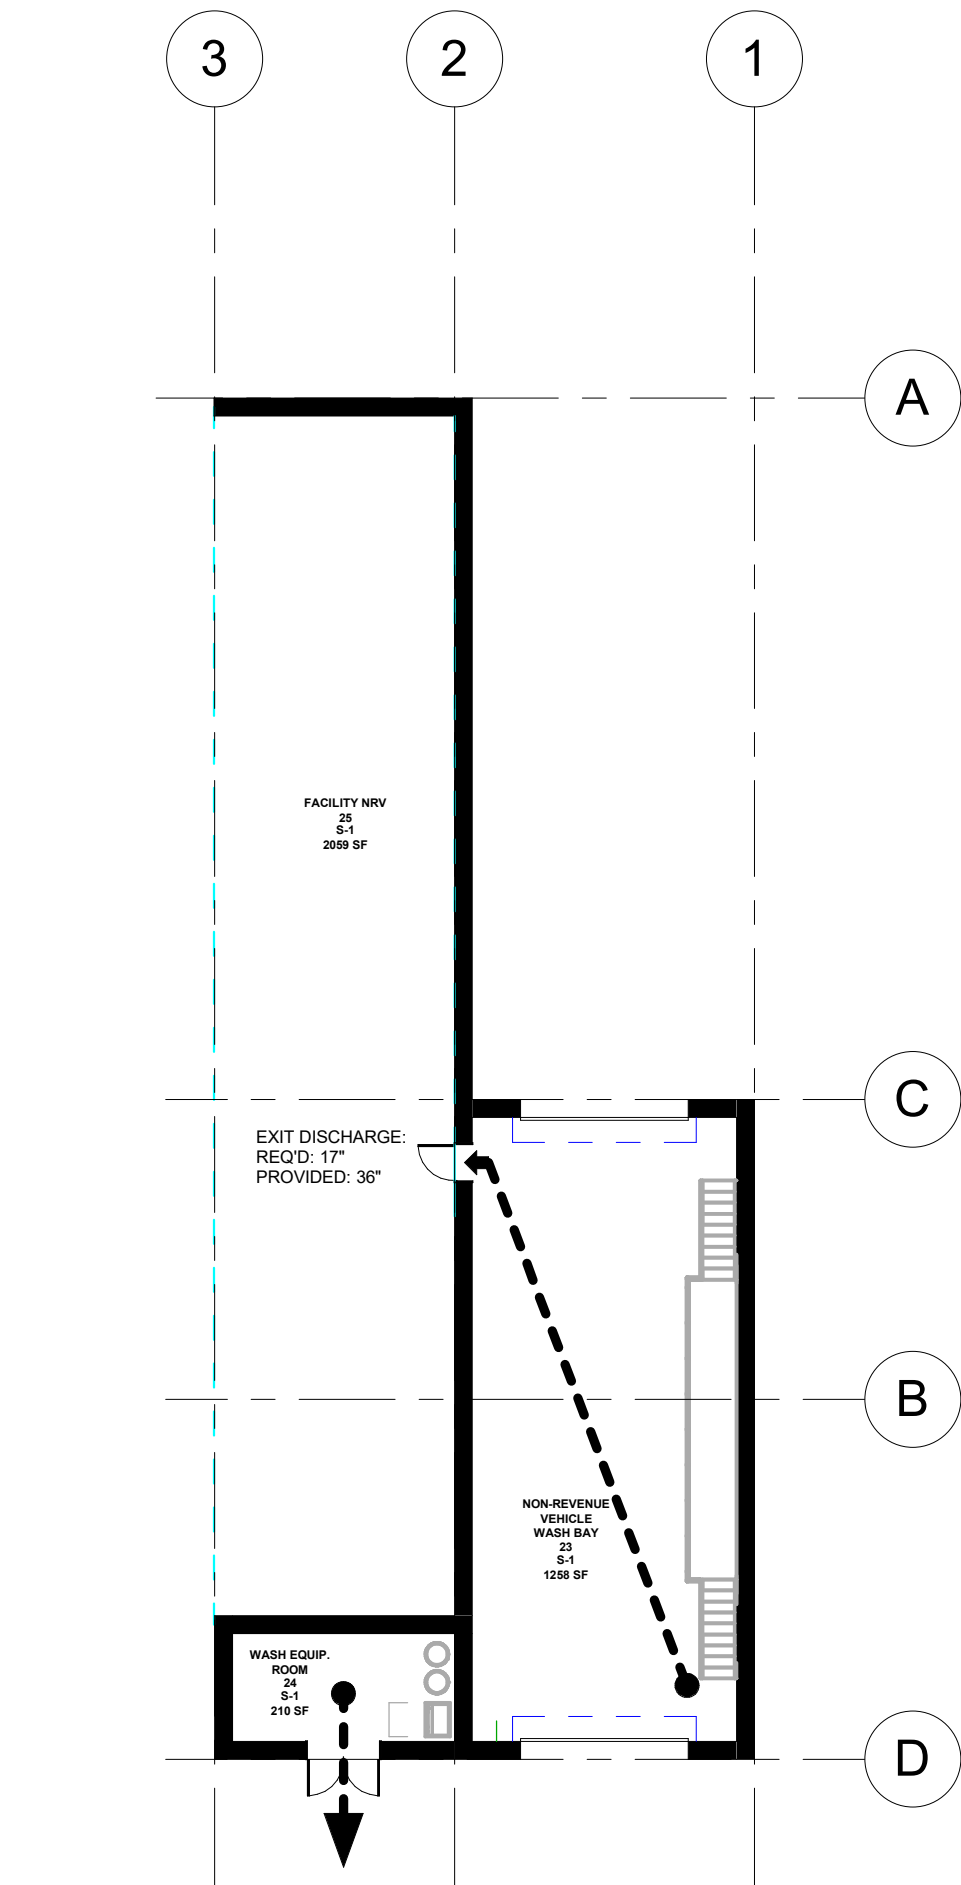 3
2
1
A
FACILITY NRV
25
S-1
2059 SF
C
EXIT DISCHARGE:
REQ'D: 17"
PROVIDED: 36"
B
NON-REVENUE
VEHICLE
WASH BAY
23
S-1
1258 SF
WASH EQUIP.
ROOM
24
S-1
210 SF
D